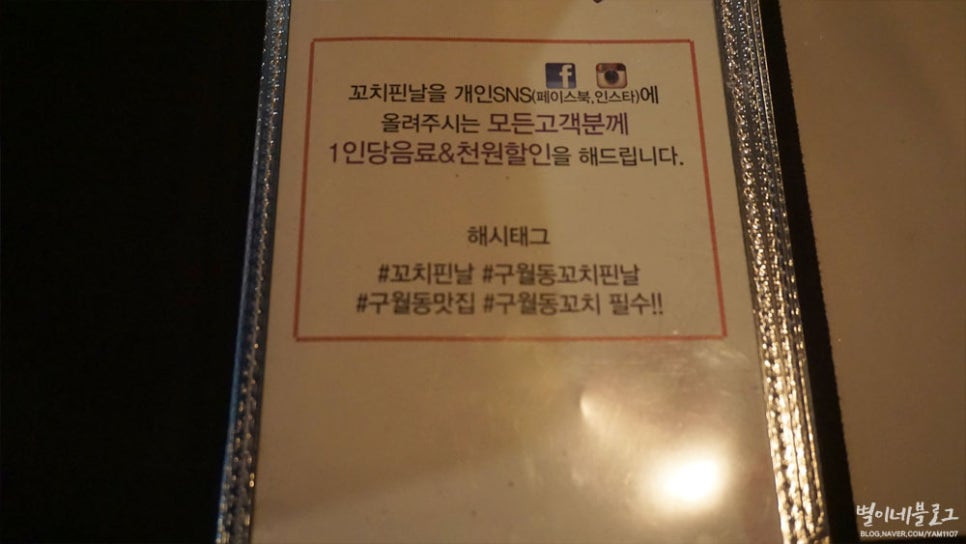 꼬치핀날을 개인SNS(페이스북,인스타)에
올려주시는 모든고객분께
1인당음료&천원할인을 해드립니다.
해시태그
#꼬치핀날 #구월동꼬치핀날
#구월동맛집 #구월동꼬치 필수!!
별이네블로그
BLOG.NAVER.COM/YAM1107